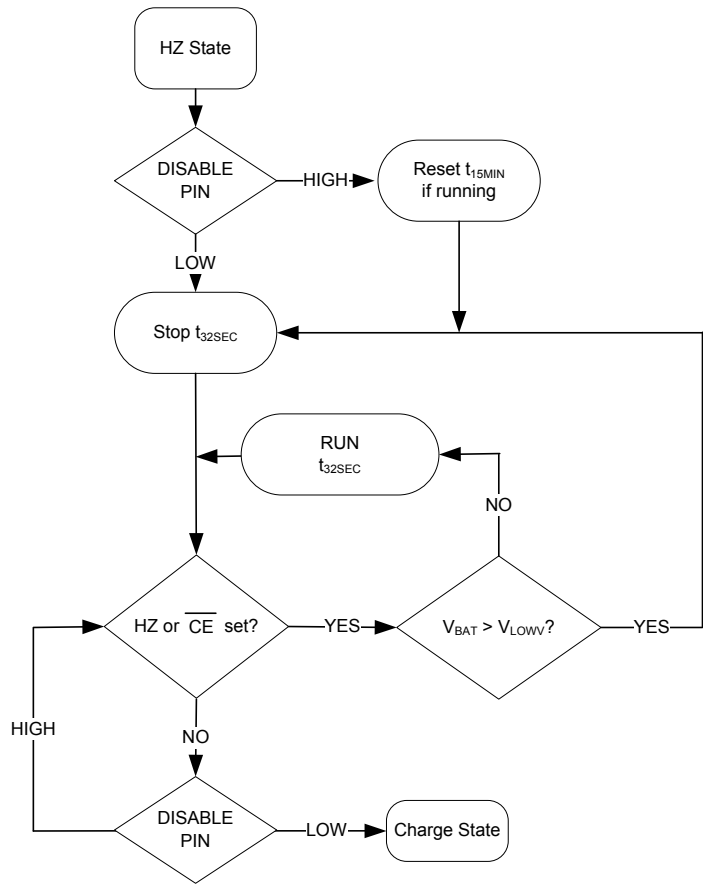 HZ State
DISABLE
PIN
HIGH
Reset t15MIN
if running
LOW
Stop t32SEC
RUN
t32SEC
NO
HZ or C̅E̅ set?
YES
VBAT > VLOWV?
YES
HIGH
NO
DISABLE
PIN
LOW
Charge State